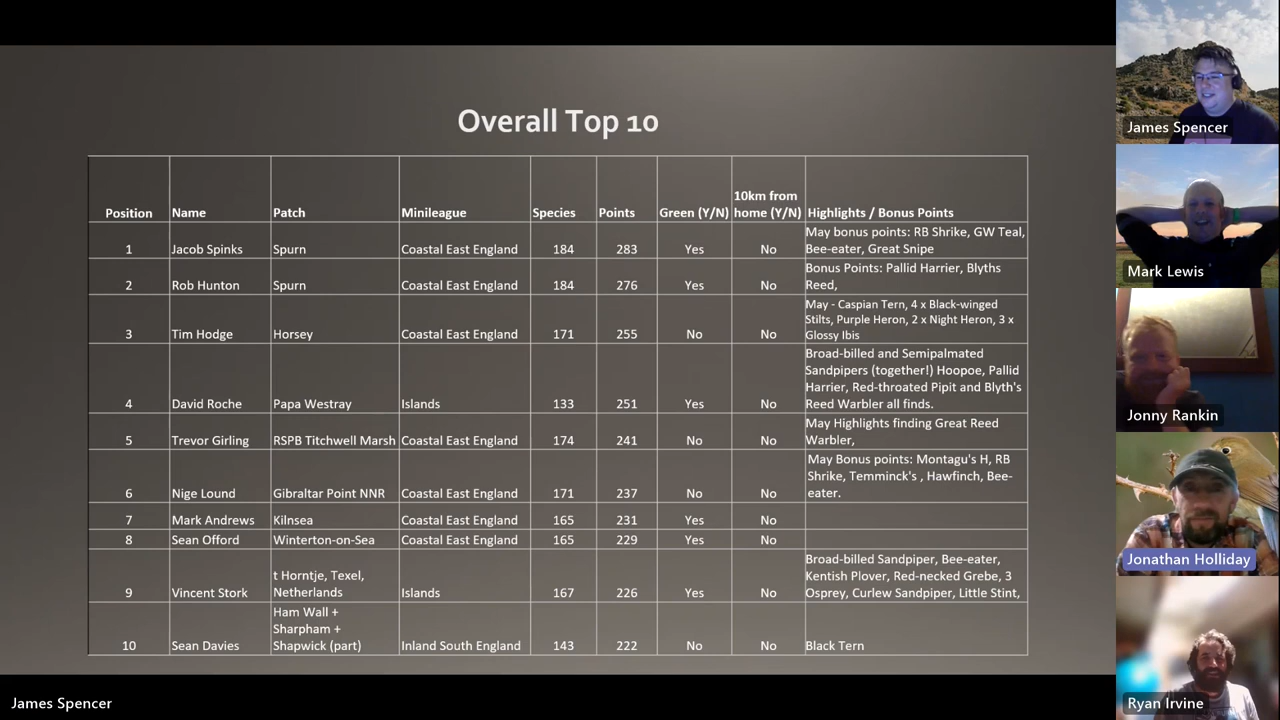 Overall Top 10
Position Name Patch Minileague Species Points Green (Y/N) 10km from home (Y/N) Highlights / Bonus Points
1 Jacob Spinks Spurn Coastal East England 184 283 Yes No May bonus points: RB Shrike, GW Teal,
Bee-eater, Great Snipe
2 Rob Hunton Spurn Coastal East England 184 276 Yes No Bonus Points: Pallid Harrier, Blyths
Reed,
3 Tim Hodge Horsey Coastal East England 171 255 No No May - Caspian Tern, 4 x Black-winged
Stilts, Purple Heron, 2 x Night Heron, 3 x
Glossy Ibis
4 David Roche Papa Westray Islands 133 251 Yes No Broad-billed and Semipalmated
Sandpipers (together!) Hoopoe, Pallid
Harrier, Red-throated Pipit and Blyth's
Reed Warbler all finds.
5 Trevor Girling RSPB Titchwell Marsh Coastal East England 174 241 No No May Highlights finding Great Reed
Warbler,
6 Nige Lound Gibraltar Point NNR Coastal East England 171 237 No No May Bonus points: Montagu's H, RB
Shrike, Temminck's , Hawfinch, Bee-
eater.
7 Mark Andrews Kilnsea Coastal East England 165 231 Yes No
8 Sean Offord Winterton-on-Sea Coastal East England 165 229 Yes No
9 Vincent Stork t Horntje, Texel,
Netherlands Islands 167 226 Yes No Broad-billed Sandpiper, Bee-eater,
Kentish Plover, Red-necked Grebe, 3
Osprey, Curlew Sandpiper, Little Stint,
10 Sean Davies Ham Wall +
Sharpham +
Shapwick (part) Inland South England 143 222 No No Black Tern
James Spencer
James Spencer
Mark Lewis
Jonny Rankin
Jonathan Holliday
Ryan Irvine